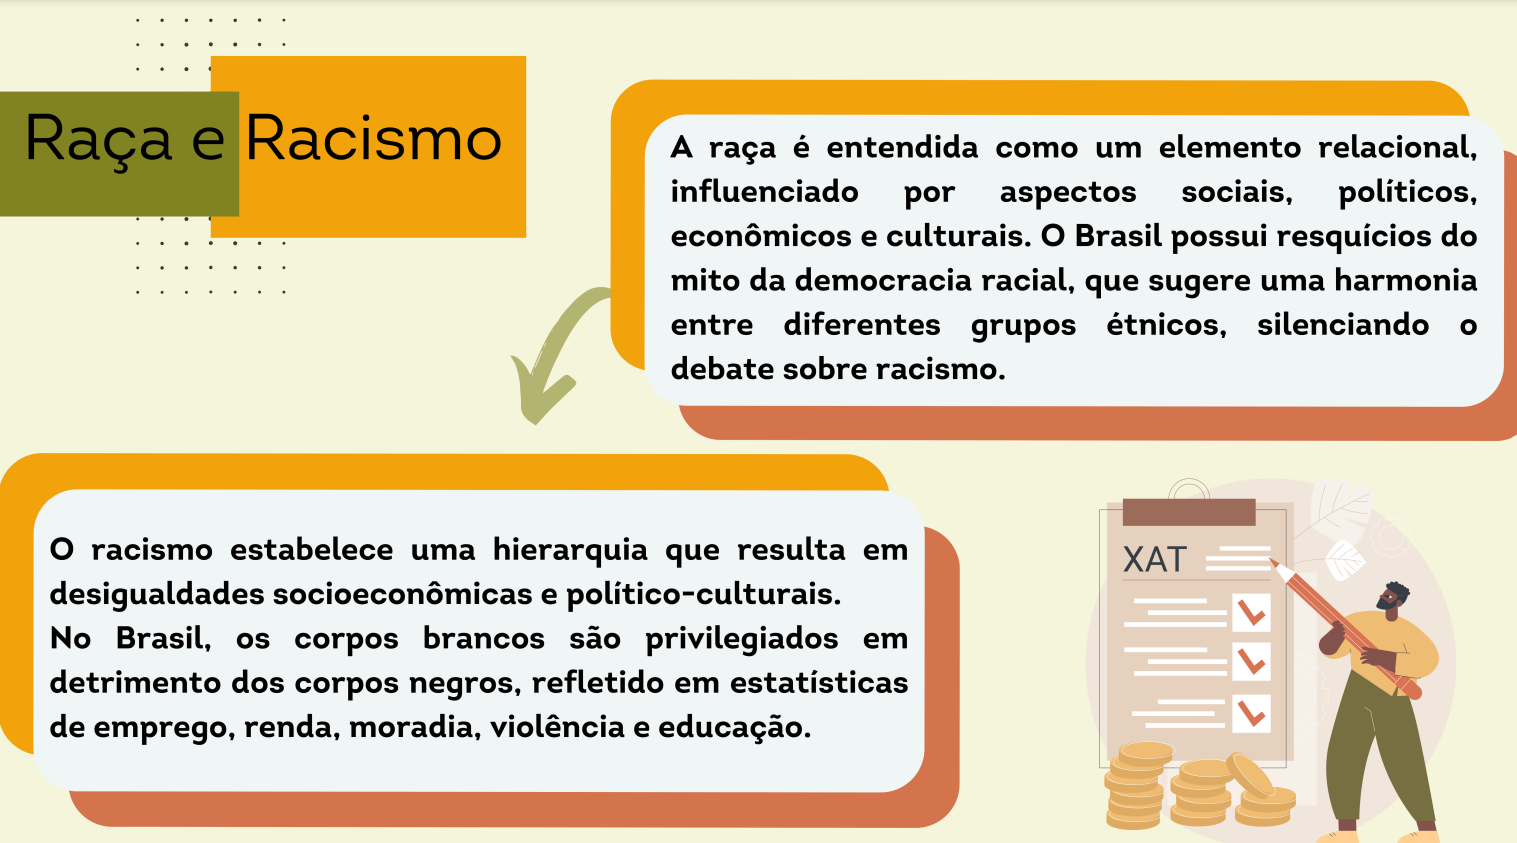 Raça e Racismo
A raça é entendida como um elemento relacional,
influenciado por aspectos sociais, políticos,
econômicos e culturais. O Brasil possui resquícios do
mito da democracia racial, que sugere uma harmonia
entre diferentes grupos étnicos, silenciando o
debate sobre racismo.
O racismo estabelece uma hierarquia que resulta em
desigualdades socioeconômicas e político-culturais.
No Brasil, os corpos brancos são privilegiados em
detrimento dos corpos negros, refletido em estatísticas
de emprego, renda, moradia, violência e educação.
XAT